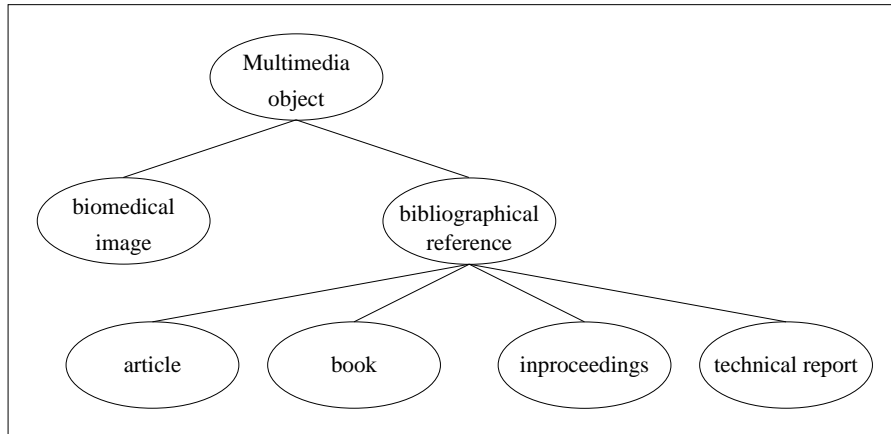 Multimedia
object
biomedical
image
bibliographical
reference
article
book
inproceedings
technical report